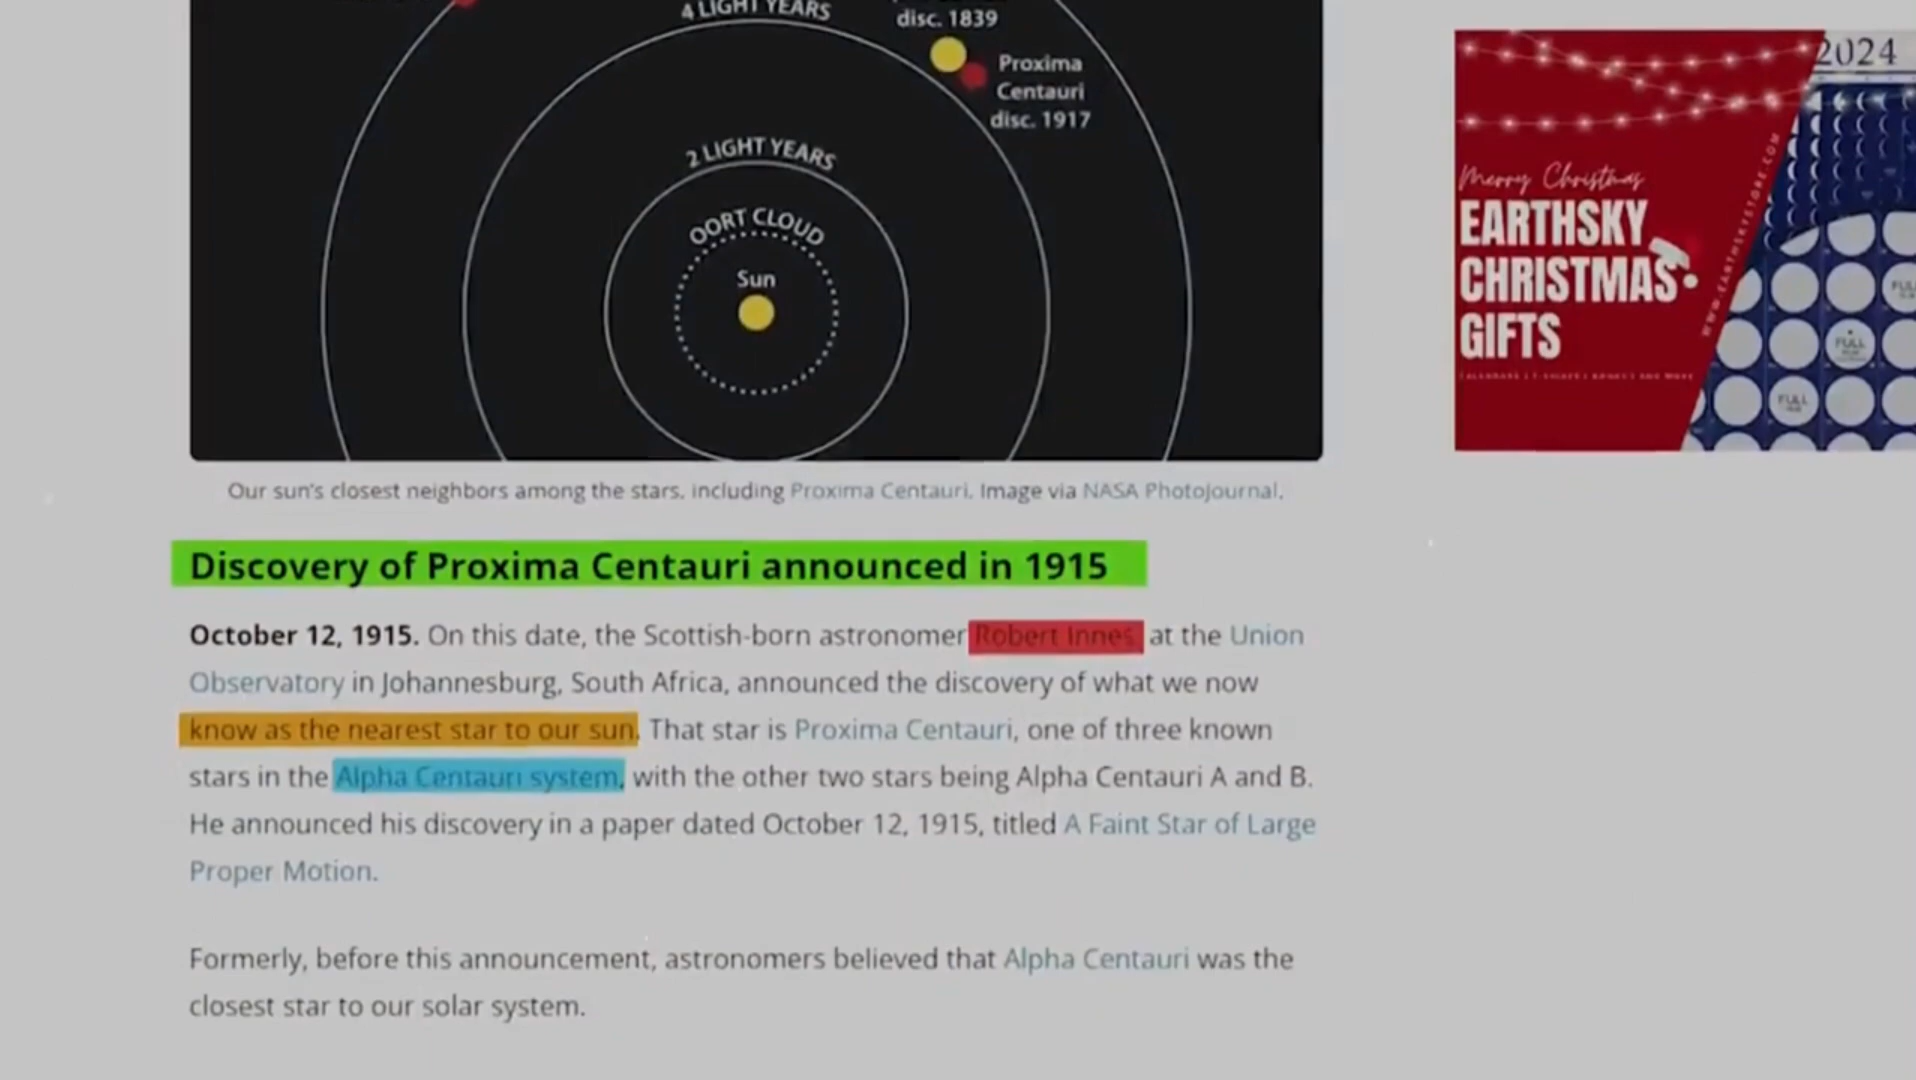 4 LIGHT YEARS
disc. 1839
Proxima
Centauri
disc. 1917
2 LIGHT YEARS
OORT CLOUD
Sun
2024
Merry Christmas
EARTHSKY
CHRISTMAS
GIFTS
WWW.EARTHSKYSTORE.COM
FULL
FULL
FULL
Our sun's closest neighbors among the stars, including Proxima Centauri. Image via NASA Photojournal.
Discovery of Proxima Centauri announced in 1915
October 12, 1915. On this date, the Scottish-born astronomer Robert Innes, at the Union
Observatory in Johannesburg, South Africa, announced the discovery of what we now
know as the nearest star to our sun. That star is Proxima Centauri, one of three known
stars in the Alpha Centauri system, with the other two stars being Alpha Centauri A and B.
He announced his discovery in a paper dated October 12, 1915, titled A Faint Star of Large
Proper Motion.
Formerly, before this announcement, astronomers believed that Alpha Centauri was the
closest star to our solar system.